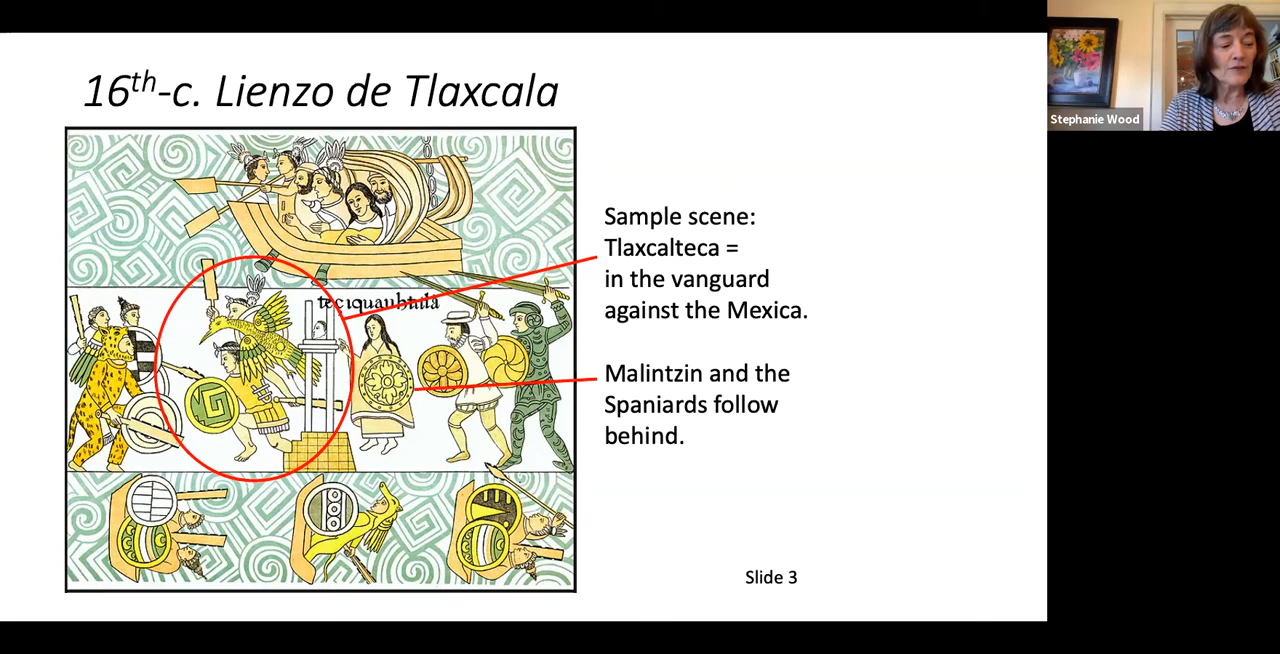 16th-c. Lienzo de Tlaxcala
Stephanie Wood
Sample scene:
Tlaxcalteca =
in the vanguard
against the Mexica.
Malintzin and the
Spaniards follow
behind.
Slide 3